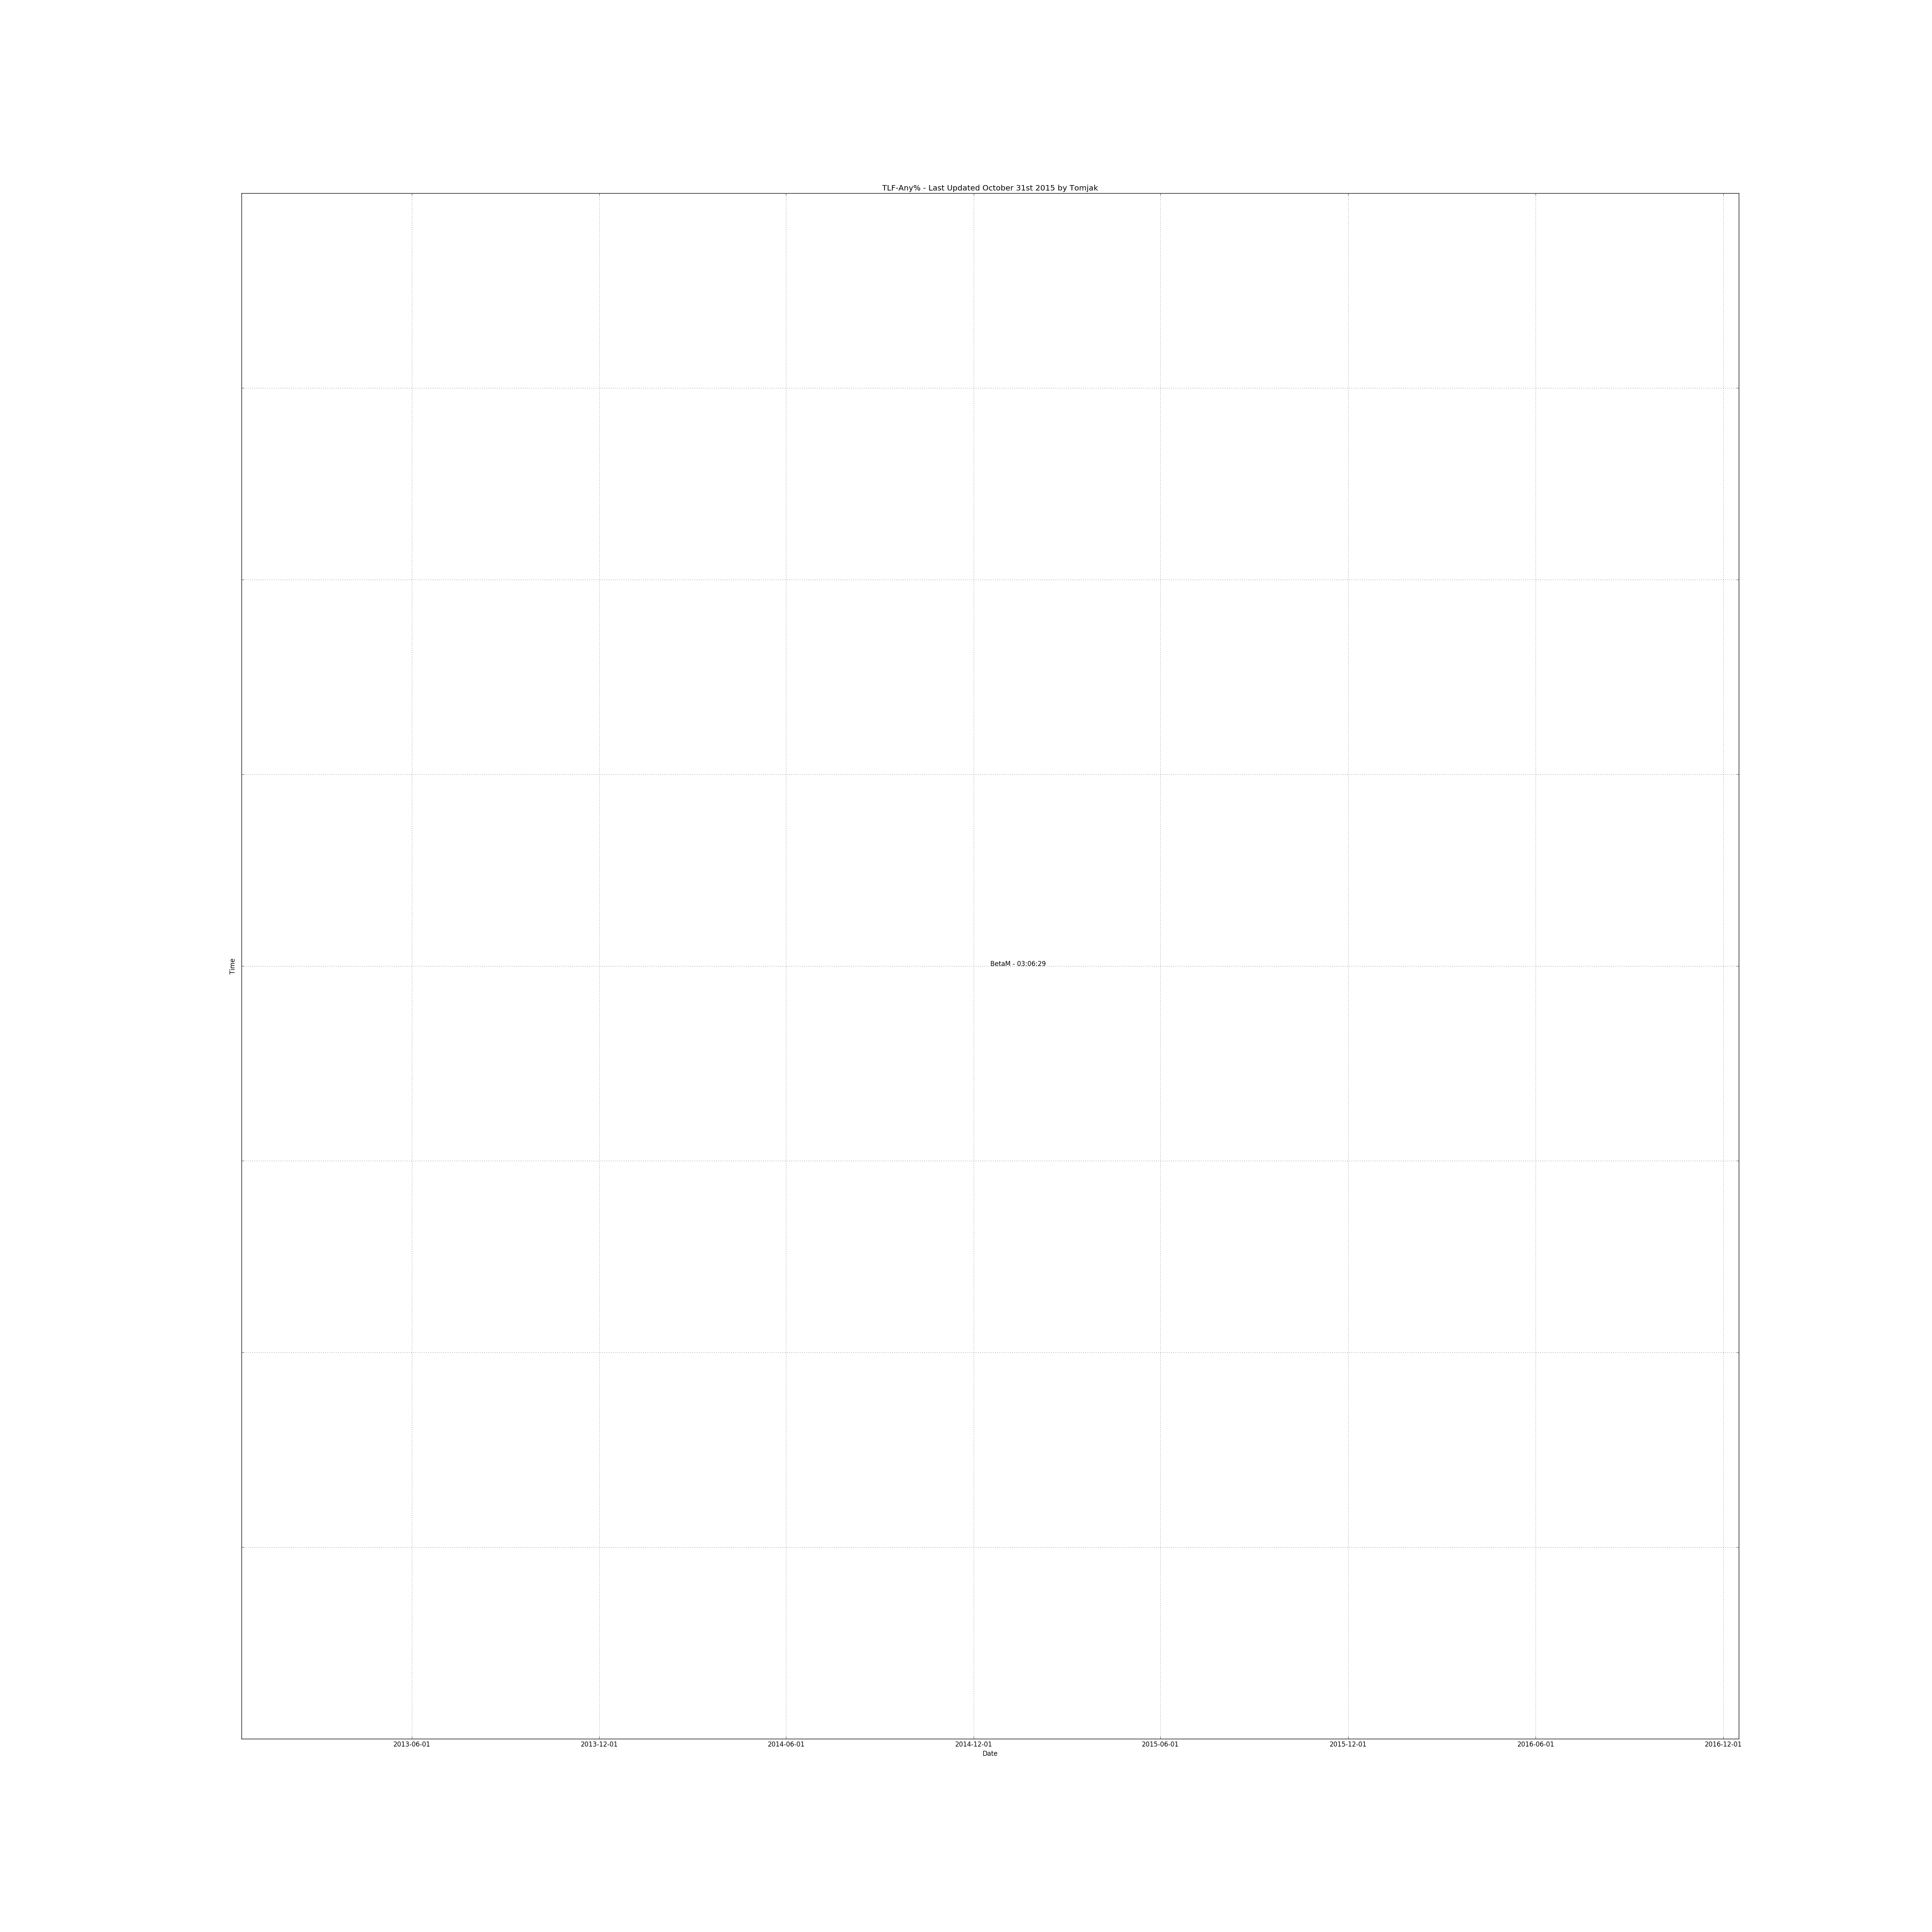 TLF-Any% - Last Updated October 31st 2015 by Tomjak
Time
BetaM - 03:06:29
2013-06-01
2013-12-01
2014-06-01
2014-12-01
2015-06-01
2015-12-01
2016-06-01
2016-12-01
Date